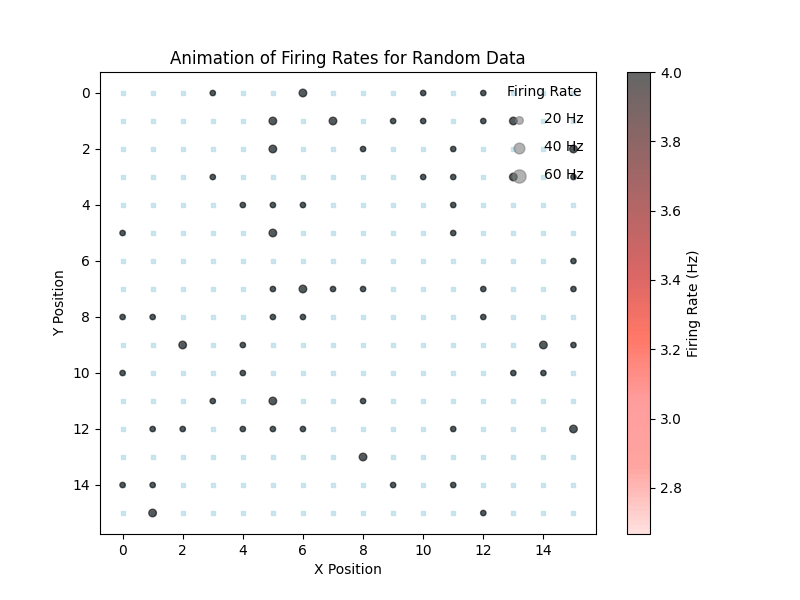 Animation of Firing Rates for Random Data
Firing Rate
20 Hz
40 Hz
60 Hz
0
2
4
6
8
10
12
14
Y Position
0
2
4
6
8
10
12
14
X Position
4.0
3.8
3.6
3.4
3.2
3.0
2.8
Firing Rate (Hz)